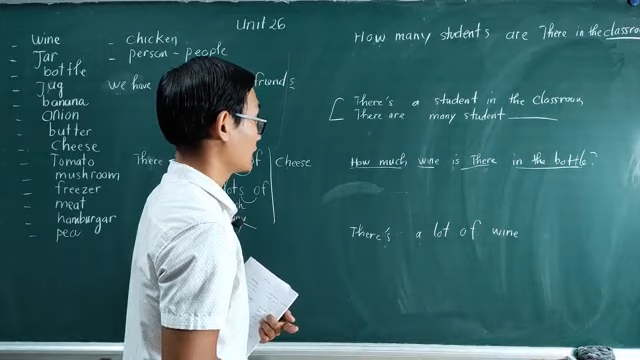 Unit 26
wine
Jar
bottle
Jug
banana
onion
butter
Cheese
Tomato
mushroom
freezer
meat
hamburgar
pea
chicken
person - people
we have friends
There of Cheese
lots of
How many students are There in the classroom
There's a student in the Classroom
There are many student
How much wine is There in the bottle?
There's a lot of wine